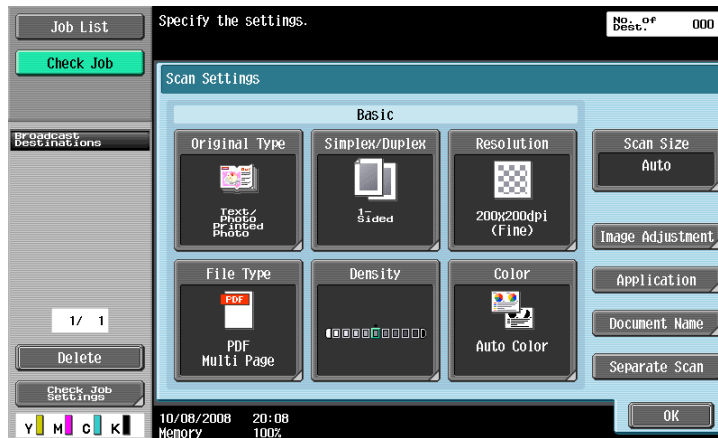 Job List
Check Job
Broadcast
Destinations
1/ 1
Delete
Check Job
Settings
Y M C K
Specify the settings.
No. of
Dest.
000
Scan Settings
Basic
Original Type
Text/
Photo
Printed
Photo
Simplex/Duplex
1-
Sided
Resolution
200x200dpi
(Fine)
File Type
PDF
PDF
Multi Page
Density
Color
Auto Color
Scan Size
Auto
Image Adjustment
Application
Document Name
Separate Scan
OK
10/08/2008 20:08
Memory 100%